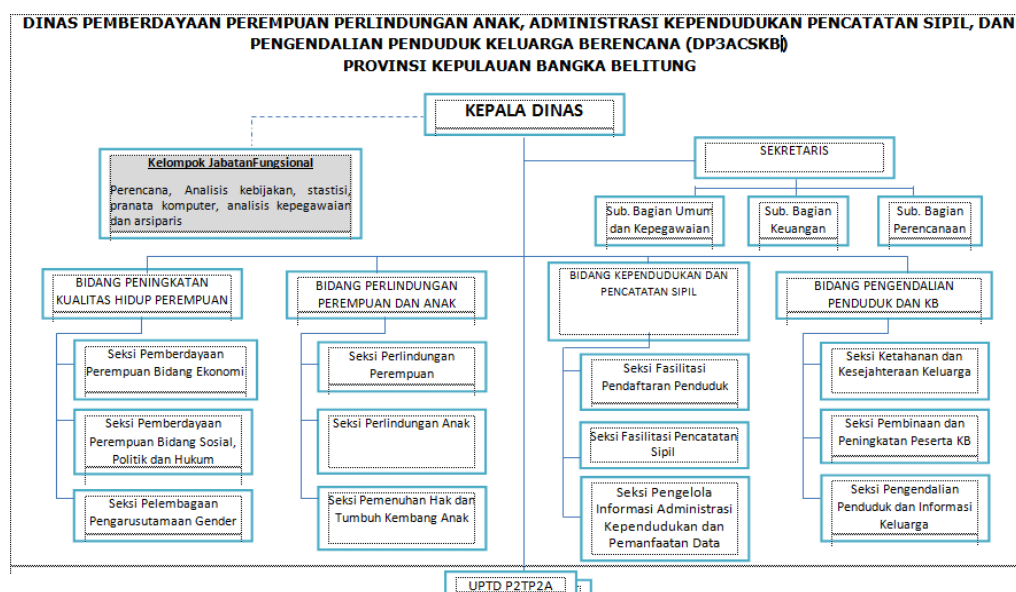 DINAS PEMBERDAYAAN PEREMPUAN PERLINDUNGAN ANAK, ADMINISTRASI KEPENDUDUKAN PENCATATAN SIPIL, DAN
PENGENDALIAN PENDUDUK KELUARGA BERENCANA (DP3ACSKB)
PROVINSI KEPULAUAN BANGKA BELITUNG
KEPALA DINAS
Kelompok JabatanFungsional
Perencana, Analisis kebijakan, stastisi,
pranata komputer, analisis kepegawaian
dan arsiparis
SEKRETARIS
Sub. Bagian Umum
dan Kepegawaian
Sub. Bagian
Keuangan
Sub. Bagian
Perencanaan
BIDANG PENINGKATAN
KUALITAS HIDUP PEREMPUAN
BIDANG PERLINDUNGAN
PEREMPUAN DAN ANAK
BIDANG KEPENDUDUKAN DAN
PENCATATAN SIPIL
BIDANG PENGENDALIAN
PENDUDUK DAN KB
Seksi Pemberdayaan
Perempuan Bidang Ekonomi
Seksi Pemberdayaan
Perempuan Bidang Sosial,
Politik dan Hukum
Seksi Pelembagaan
Pengarusutamaan Gender
Seksi Perlindungan
Perempuan
Seksi Perlindungan Anak
Seksi Pemenuhan Hak dan
Tumbuh Kembang Anak
Seksi Fasilitasi
Pendaftaran Penduduk
Seksi Fasilitasi Pencatatan
Sipil
Seksi Pengelola
Informasi Administrasi
Kependudukan dan
Pemanfaatan Data
Seksi Ketahanan dan
Kesejahteraan Keluarga
Seksi Pembinaan dan
Peningkatan Peserta KB
Seksi Pengendalian
Penduduk dan Informasi
Keluarga
UPTD P2TP2A